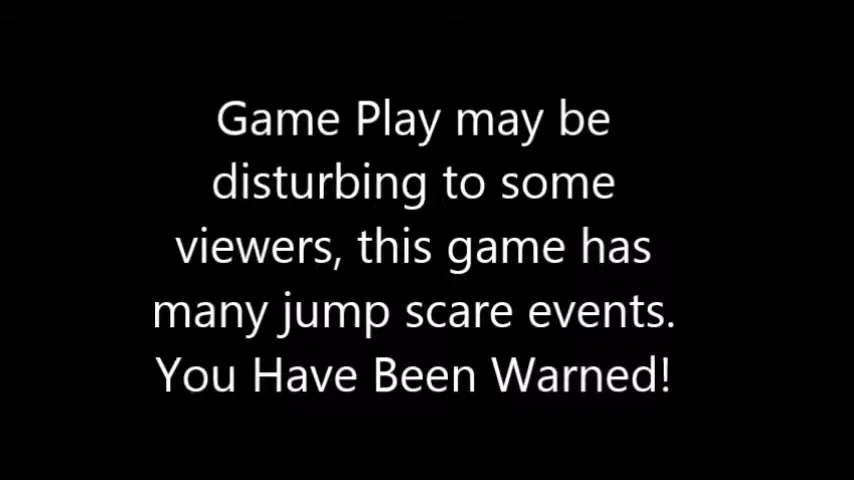 Game Play may be
disturbing to some
viewers, this game has
many jump scare events.
You Have Been Warned!